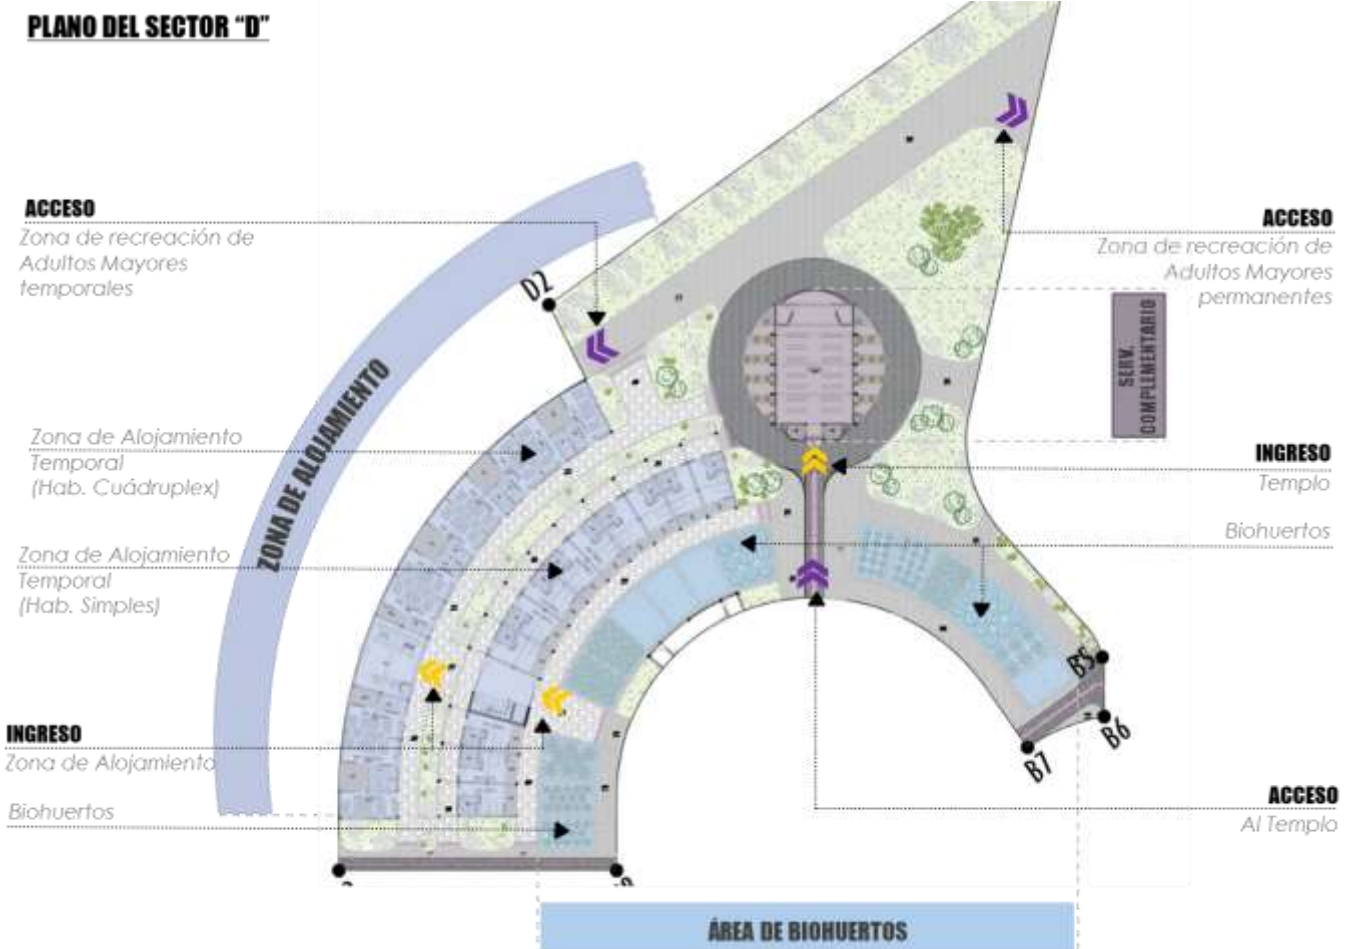 PLANO DEL SECTOR “D”
ACCESO
Zona de recreación de
Adultos Mayores
temporales
ACCESO
Zona de recreación de
Adultos Mayores
permanentes
D2
SERV.
COMPLEMENTARIO
ZONA DE ALOJAMIENTO
Zona de Alojamiento
Temporal
(Hab. Cuádruplex)
INGRESO
Templo
Biohuertos
Zona de Alojamiento
Temporal
(Hab. Simples)
B5
B6
B7
INGRESO
Zona de Alojamiento
Biohuertos
ACCESO
Al Templo
ÁREA DE BIOHUERTOS